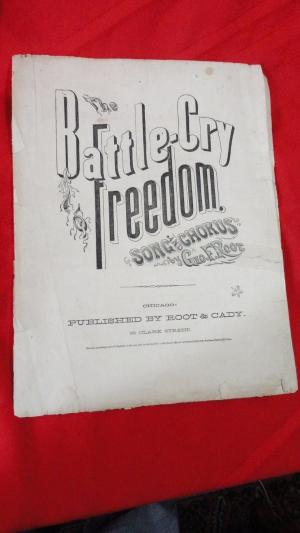 The
Battle-Cry
of
Freedom.
SONG & CHORUS
by Geo. F. Root
CHICAGO:
PUBLISHED BY ROOT & CADY.
95 CLARK STREET.